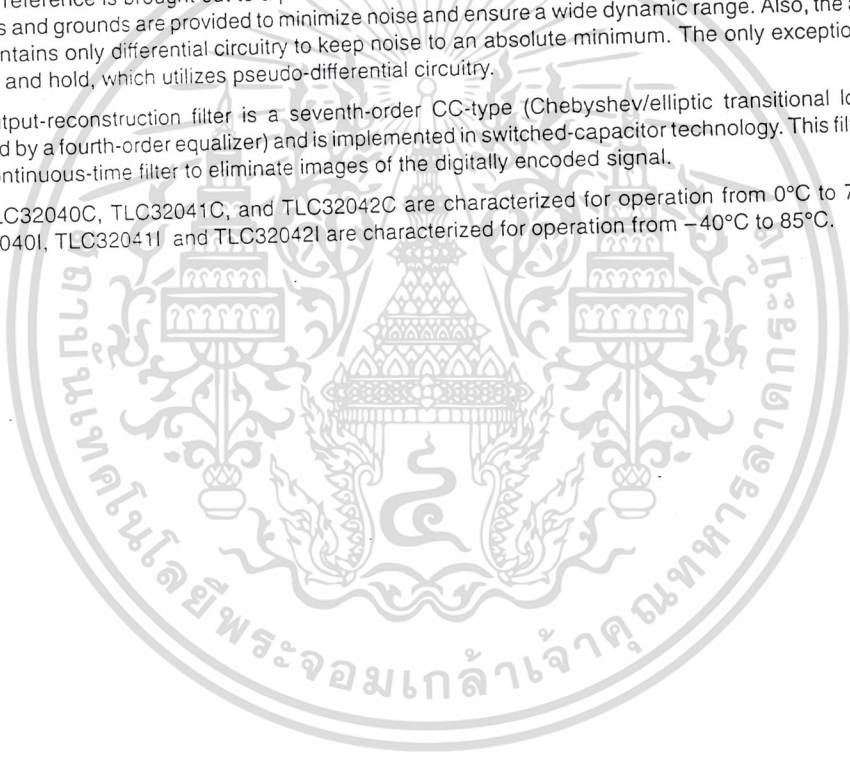 s and grounds are provided to minimize noise and ensure a wide dynamic range. Also, the
ntains only differential circuitry to keep noise to an absolute minimum. The only exceptio
and hold, which utilizes pseudo-differential circuitry.
tput-reconstruction filter is a seventh-order CC-type (Chebyshev/elliptic transitional lo
d by a fourth-order equalizer) and is implemented in switched-capacitor technology. This fil
ntinuous-time filter to eliminate images of the digitally encoded signal.
LC32040C, TLC32041C, and TLC32042C are characterized for operation from 0°C to 7
040I, TLC32041I and TLC32042I are characterized for operation from −40°C to 85°C.
สถาบันเทคโนโลยีพระจอมเกล้าเจ้าคุณทหารลาดกระบัง